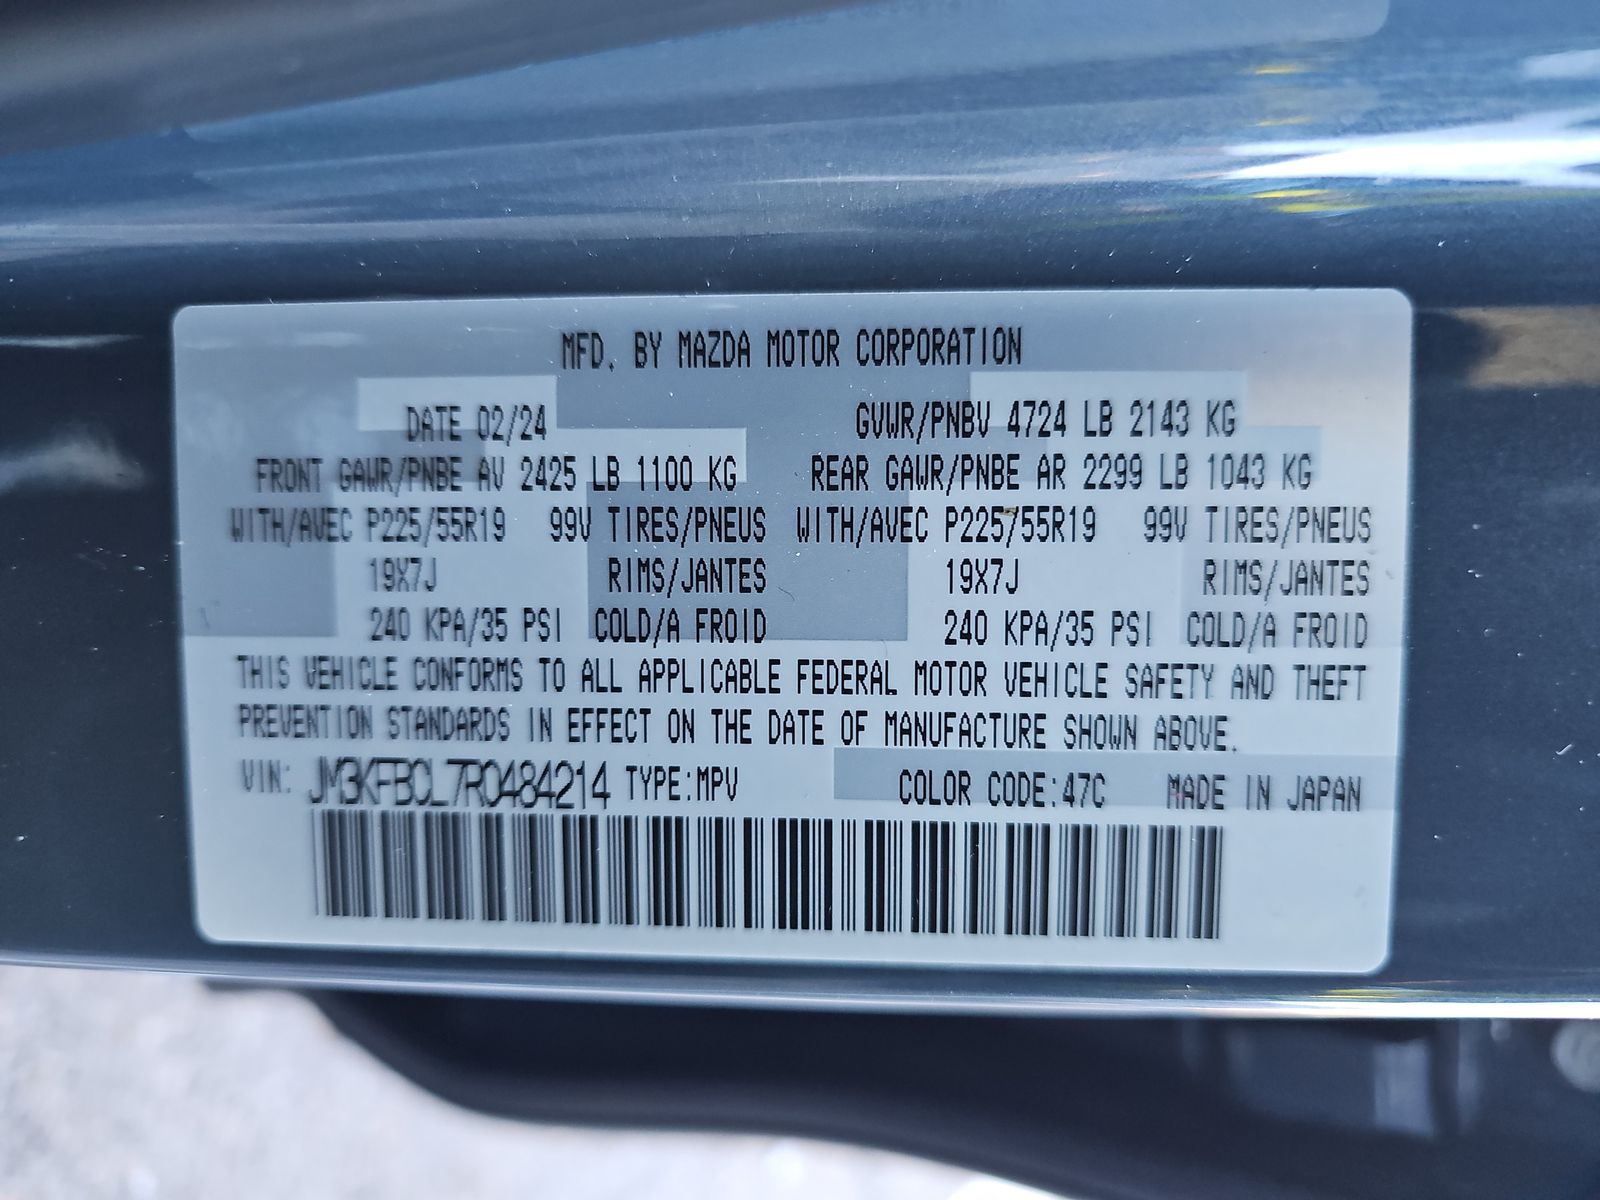 MFD. BY MAZDA MOTOR CORPORATION
DATE 02/24 GVWR/PNBV 4724 LB 2143 KG
FRONT GAWR/PNBE AV 2425 LB 1100 KG REAR GAWR/PNBE AR 2299 LB 1043 KG
WITH/AVEC P225/55R19 99V TIRES/PNEUS WITH/AVEC P225/55R19 99V TIRES/PNEUS
19X7J RIMS/JANTES 19X7J RIMS/JANTES
240 KPA/35 PSI COLD/A FROID 240 KPA/35 PSI COLD/A FROID
THIS VEHICLE CONFORMS TO ALL APPLICABLE FEDERAL MOTOR VEHICLE SAFETY AND THEFT
PREVENTION STANDARDS IN EFFECT ON THE DATE OF MANUFACTURE SHOWN ABOVE.
VIN: JM3KFBCL7R0484214 TYPE:MPV COLOR CODE:47C MADE IN JAPAN